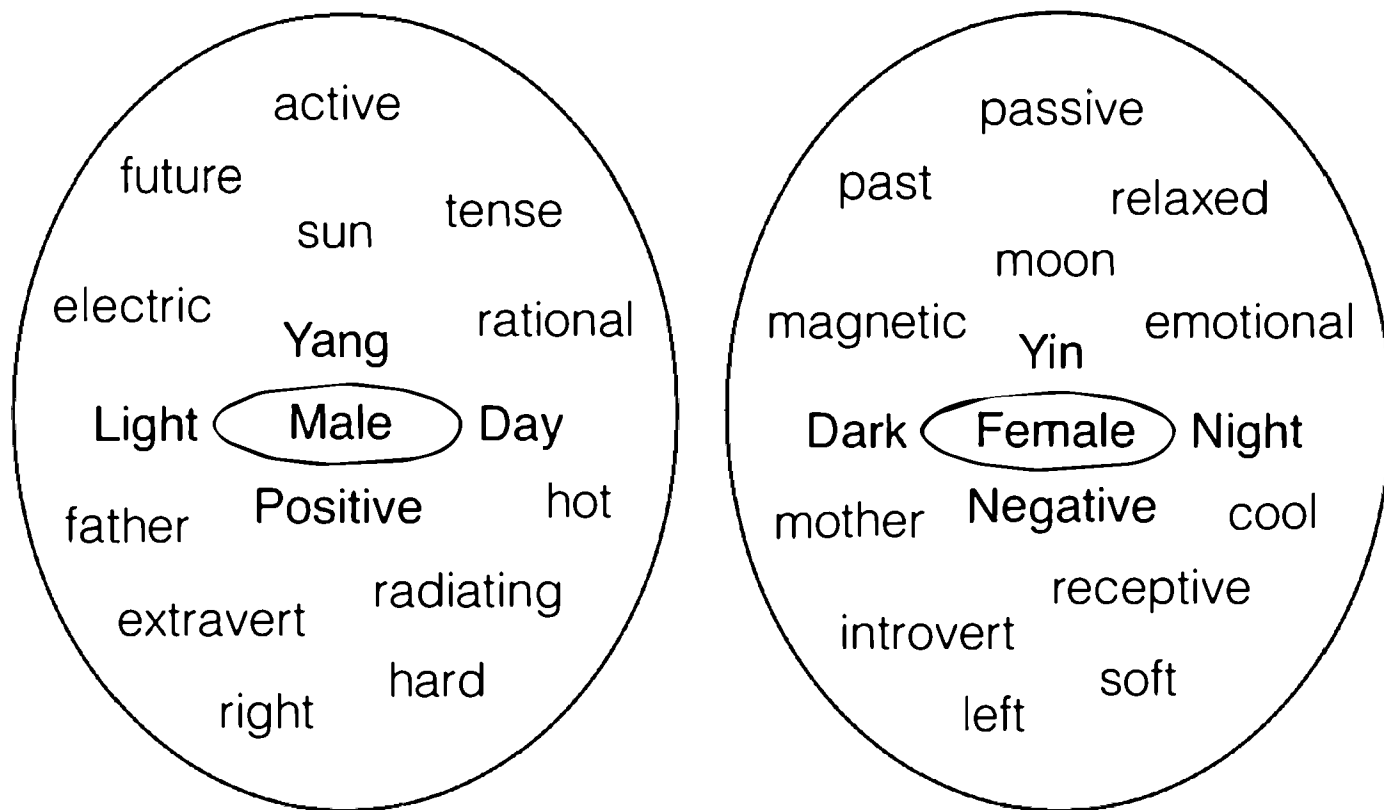 active
future
tense
sun
electric
rational
Yang
Light Male Day
Positive
hot
father
radiating
extravert
hard
right
passive
past
relaxed
moon
magnetic
emotional
Yin
Dark Female Night
Negative
cool
mother
receptive
introvert
soft
left